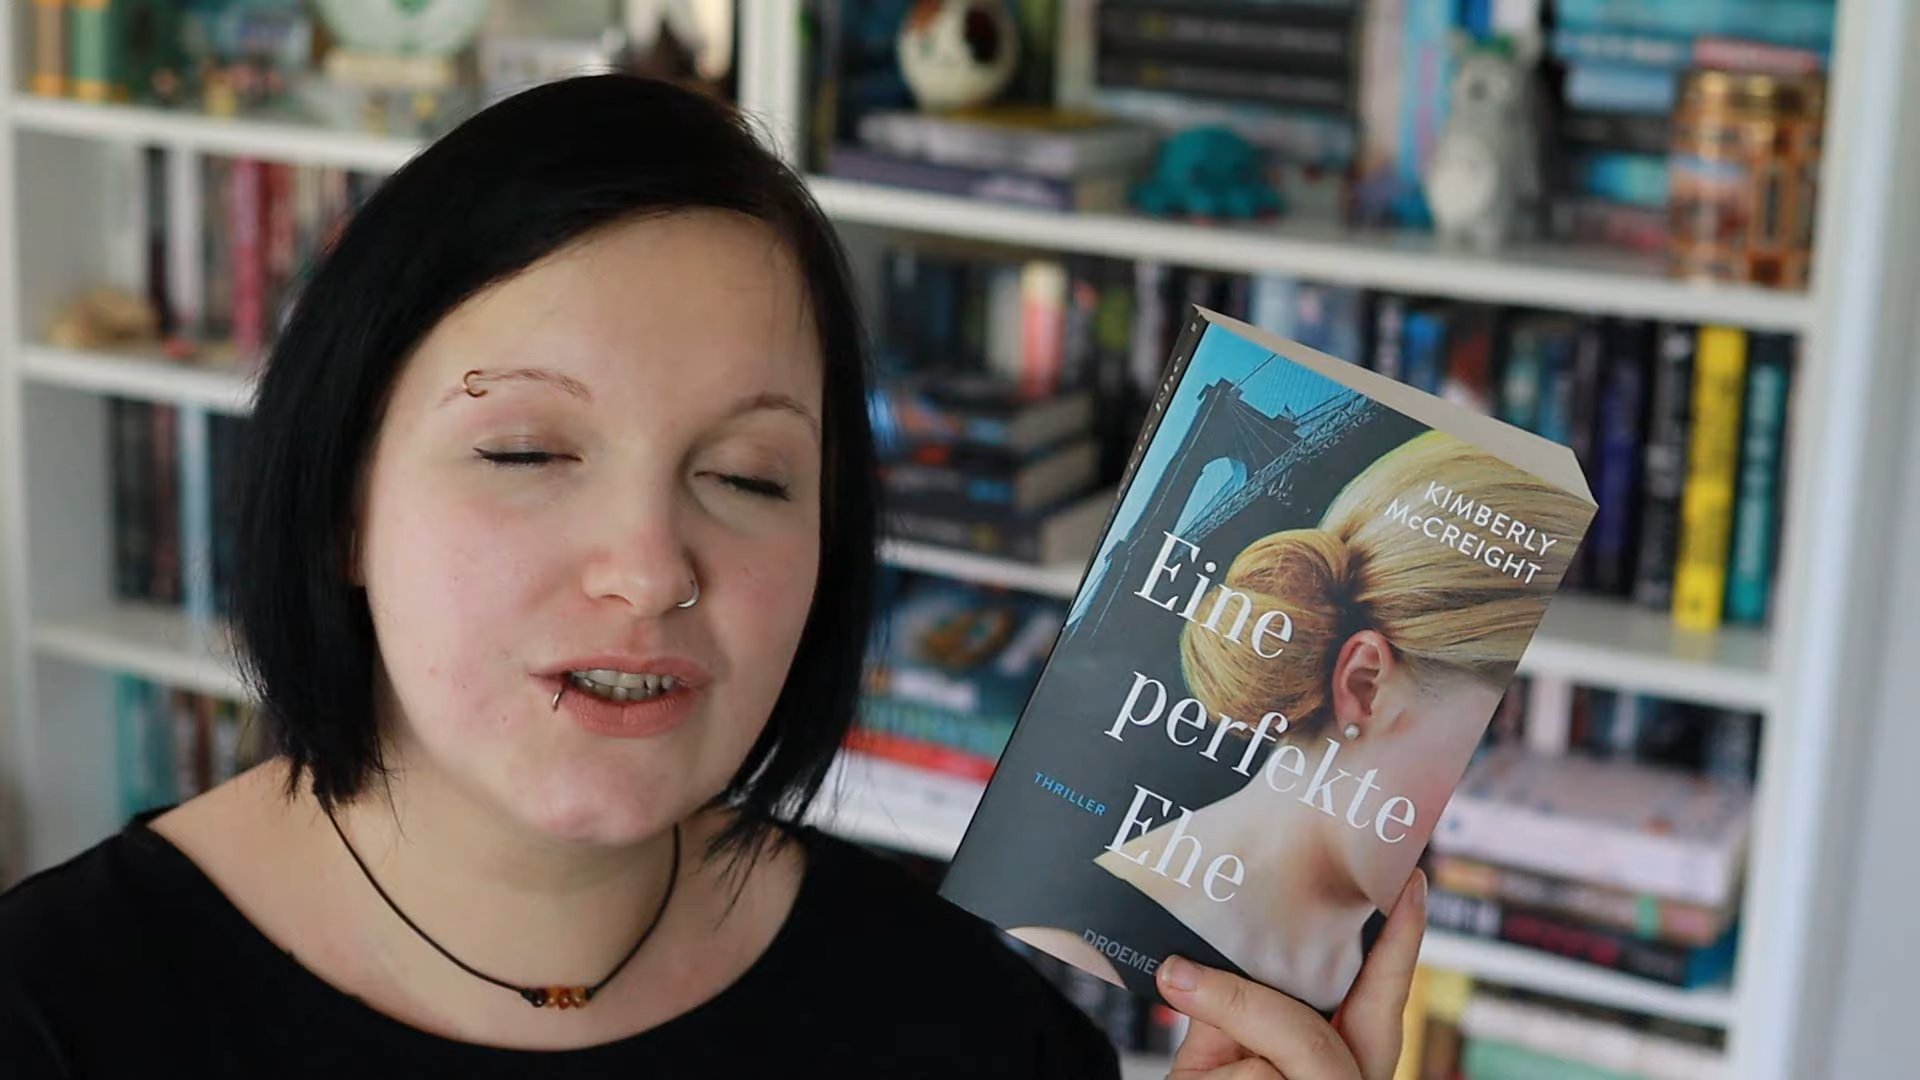 KIMBERLY
McCREIGHT
Eine
perfekte
THRILLER
Ehe